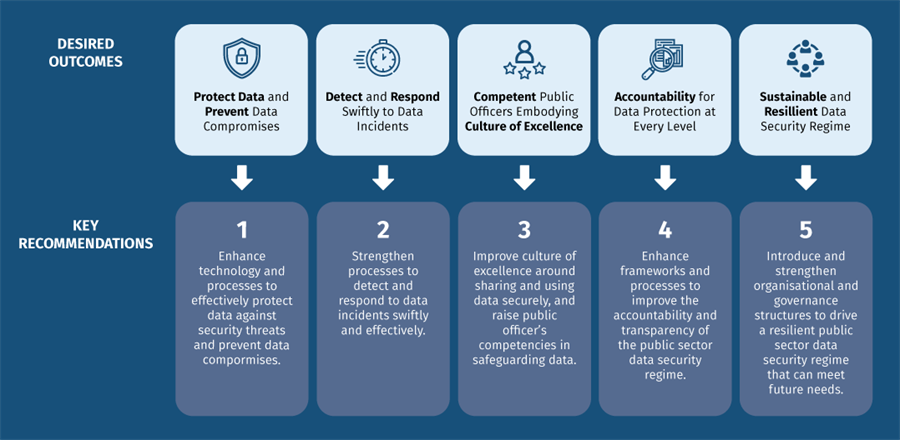 DESIRED
OUTCOMES
Protect Data and
Prevent Data
Compromises
Detect and Respond
Swiftly to Data
Incidents
Competent Public
Officers Embodying
Culture of Excellence
Accountability for
Data Protection at
Every Level
Sustainable and
Resillient Data
Security Regime
KEY
RECOMMENDATIONS
1
Enhance
technology and
processes to
effectively protect
data against
security threats
and prevent data
compormises.
2
Strengthen
processes to
detect and
respond to data
incidents swiftly
and effectively.
3
Improve culture of
excellence around
sharing and using
data securely, and
raise public
officer's
competencies in
safeguarding data.
4
Enhance
frameworks and
processes to
improve the
accountability and
transparency of
the public sector
data security
regime.
5
Introduce and
strengthen
organisational and
governance
structures to drive
a resilient public
sector data
security regime
that can meet
future needs.